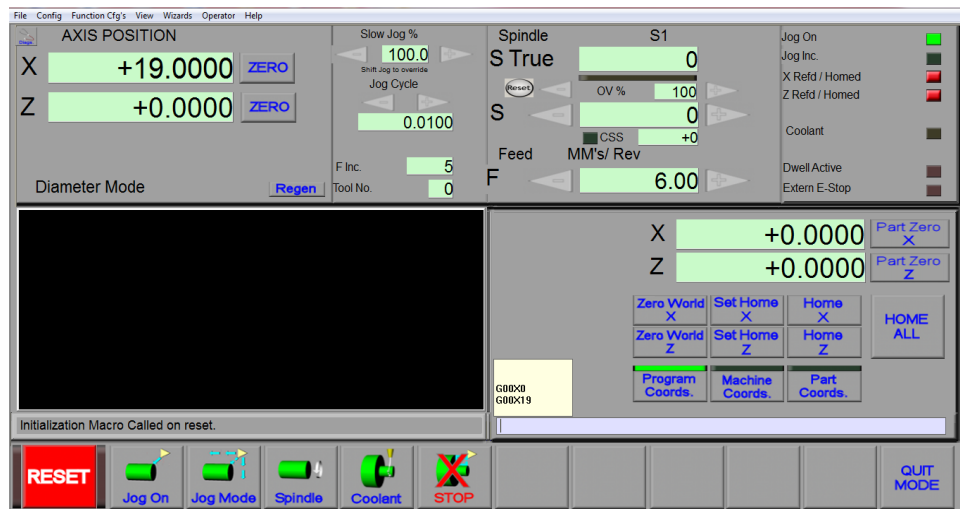 File Config Function Cfg's View Wizards Operator Help
AXIS POSITION
X +19.0000 ZERO
Z +0.0000 ZERO
Diameter Mode Regen
Slow Jog %
100.0
Shift Jog to override
Jog Cycle
0.0100
F Inc. 5
Tool No. 0
Spindle S1
S True 0
Reset OV % 100
S 0
CSS +0
Feed MM's/ Rev
F 6.00
Jog On
Jog Inc.
X Refd / Homed
Z Refd / Homed
Coolant
Dwell Active
Extern E-Stop
X +0.0000 Part Zero X
Z +0.0000 Part Zero Z
Zero World X
Set Home X
Home X
HOME ALL
Zero World Z
Set Home Z
Home Z
Program Coords.
Machine Coords.
Part Coords.
G00X0
G00X19
Initialization Macro Called on reset.
RESET
Jog On
Jog Mode
Spindle
Coolant
STOP
QUIT MODE